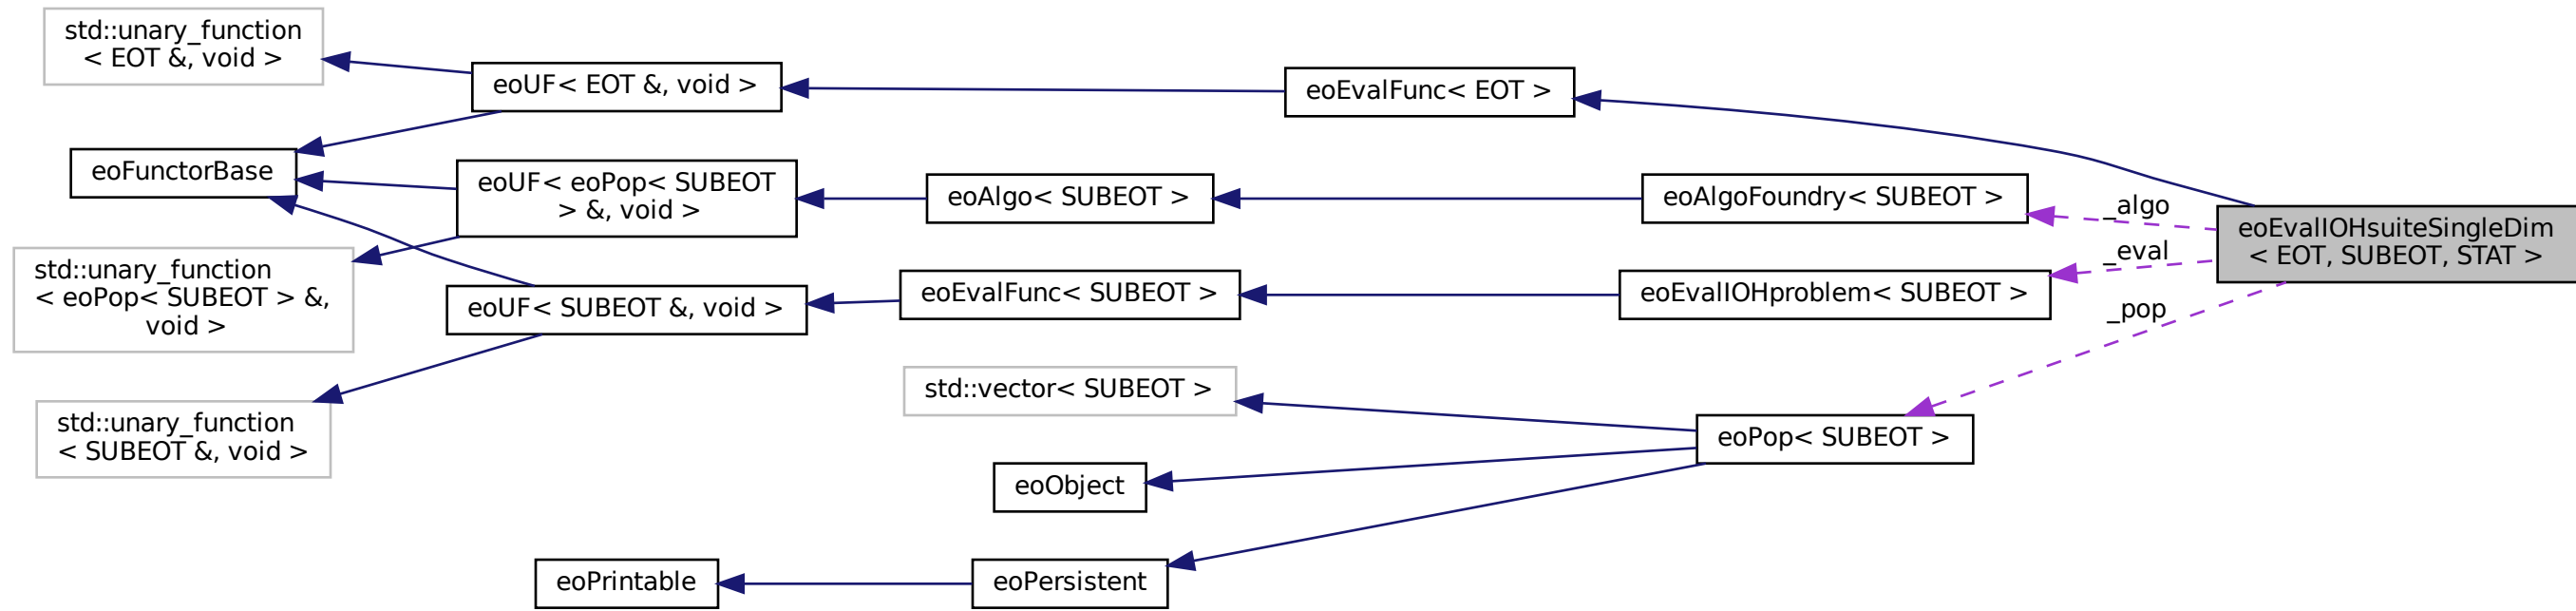 std::unary_function
< EOT &, void >
eoUF< EOT &, void >
eoEvalFunc< EOT >
eoFunctorBase
eoUF< eoPop< SUBEOT
> &, void >
eoAlgo< SUBEOT >
eoAlgoFoundry< SUBEOT >
_algo
eoEvalIOHsuiteSingleDim
< EOT, SUBEOT, STAT >
_eval
std::unary_function
< eoPop< SUBEOT > &,
void >
eoUF< SUBEOT &, void >
eoEvalFunc< SUBEOT >
eoEvalIOHproblem< SUBEOT >
_pop
std::vector< SUBEOT >
std::unary_function
< SUBEOT &, void >
eoPop< SUBEOT >
eoObject
eoPrintable
eoPersistent